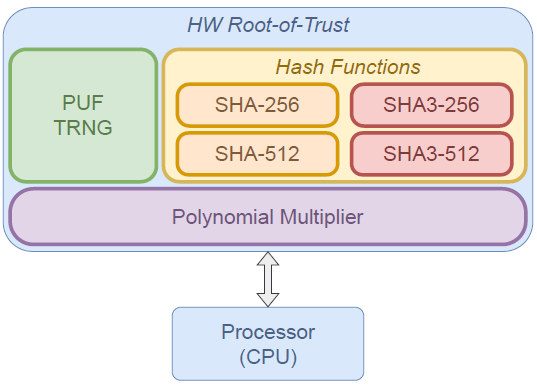 HW Root-of-Trust
PUF
TRNG
Hash Functions
SHA-256
SHA3-256
SHA-512
SHA3-512
Polynomial Multiplier
Processor
(CPU)